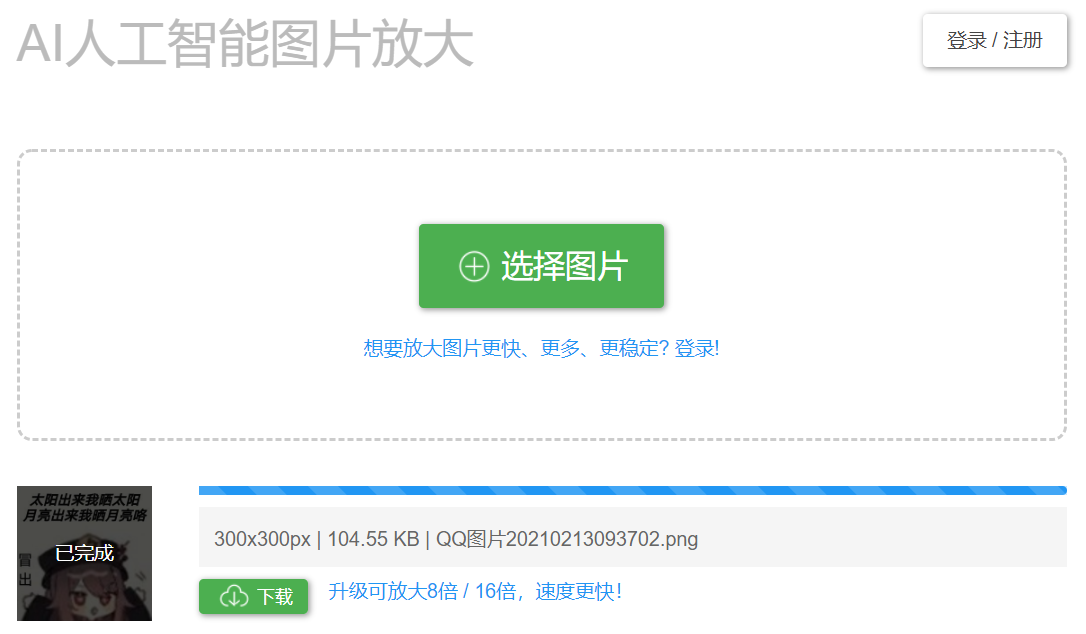 AI人工智能图片放大
登录 / 注册
选择图片
想要放大图片更快、更多、更稳定? 登录!
太阳出来我晒太阳
月亮出来我晒月亮咯
冒出
已完成
300x300px | 104.55 KB | QQ图片20210213093702.png
下载
升级可放大8倍 / 16倍，速度更快！